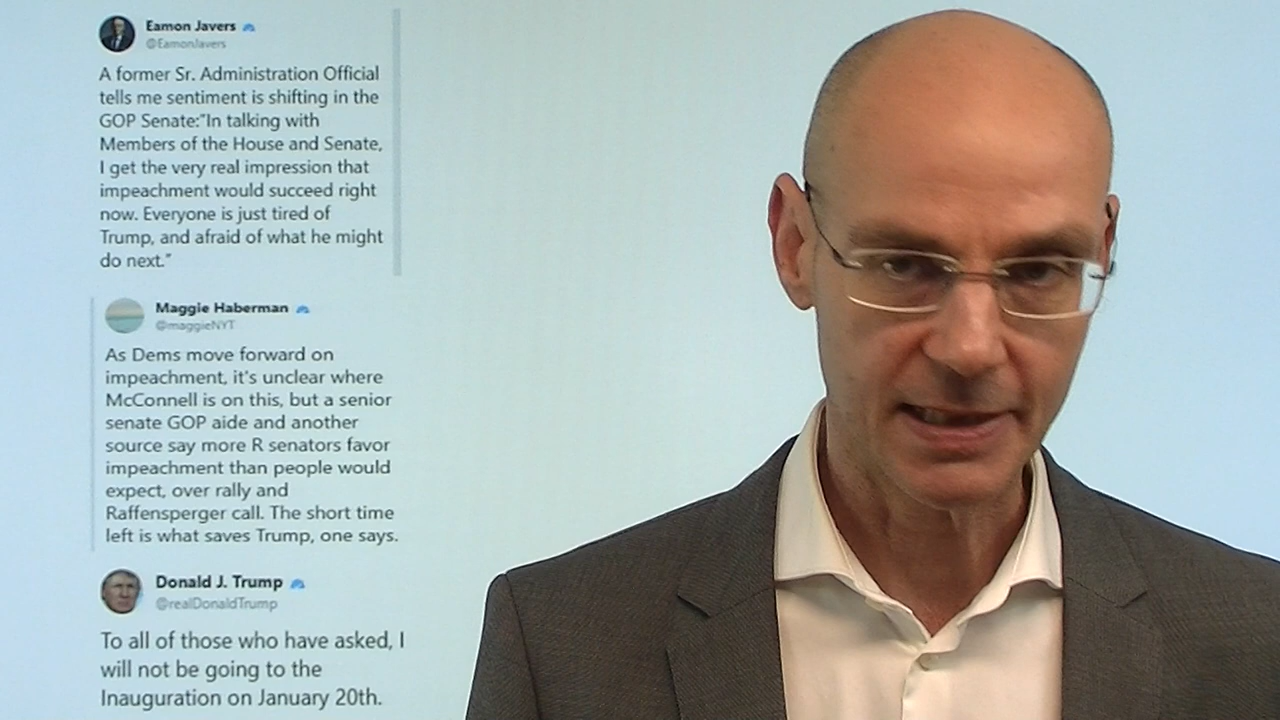 Eamon Javers
@EamonJavers
A former Sr. Administration Official
tells me sentiment is shifting in the
GOP Senate:"In talking with
Members of the House and Senate,
I get the very real impression that
impeachment would succeed right
now. Everyone is just tired of
Trump, and afraid of what he might
do next."
Maggie Haberman
@maggieNYT
As Dems move forward on
impeachment, it's unclear where
McConnell is on this, but a senior
senate GOP aide and another
source say more R senators favor
impeachment than people would
expect, over rally and
Raffensperger call. The short time
left is what saves Trump, one says.
Donald J. Trump
@realDonaldTrump
To all of those who have asked, I
will not be going to the
Inauguration on January 20th.